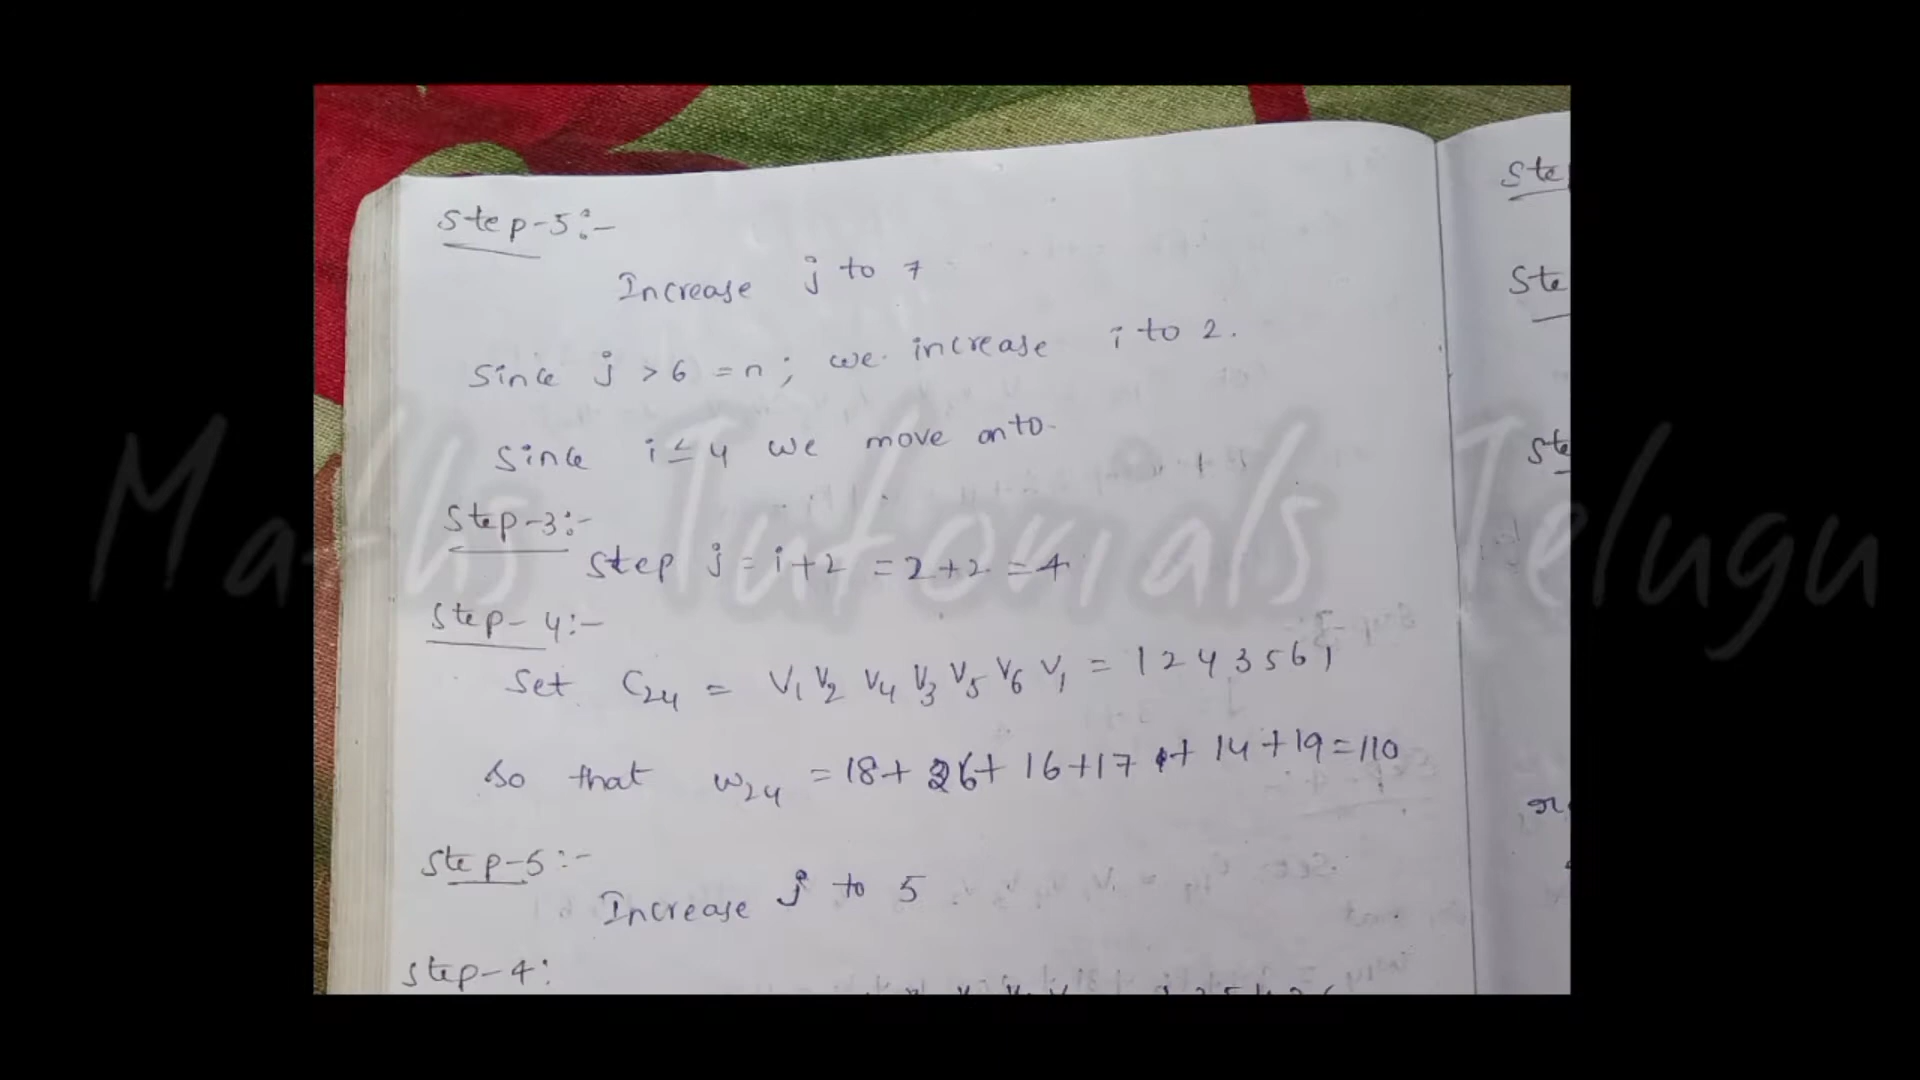 Step-5:-
Increase j to 7
Since j > 6 = n; we increase i to 2.
Since i ≤ 4 we move onto
Step-3:-
Step j = i+2 = 2+2 = 4
Step-4:-
Set C24 = V1 V2 V4 V3 V5 V6 V1 = 1 2 4 3 5 6 1
So that w24 = 18+ 26+ 16+17 + 14+19=110
Step-5:-
Increase j to 5
Step-4:
Ste
Ste
Ste
Maths Tutorials Telugu